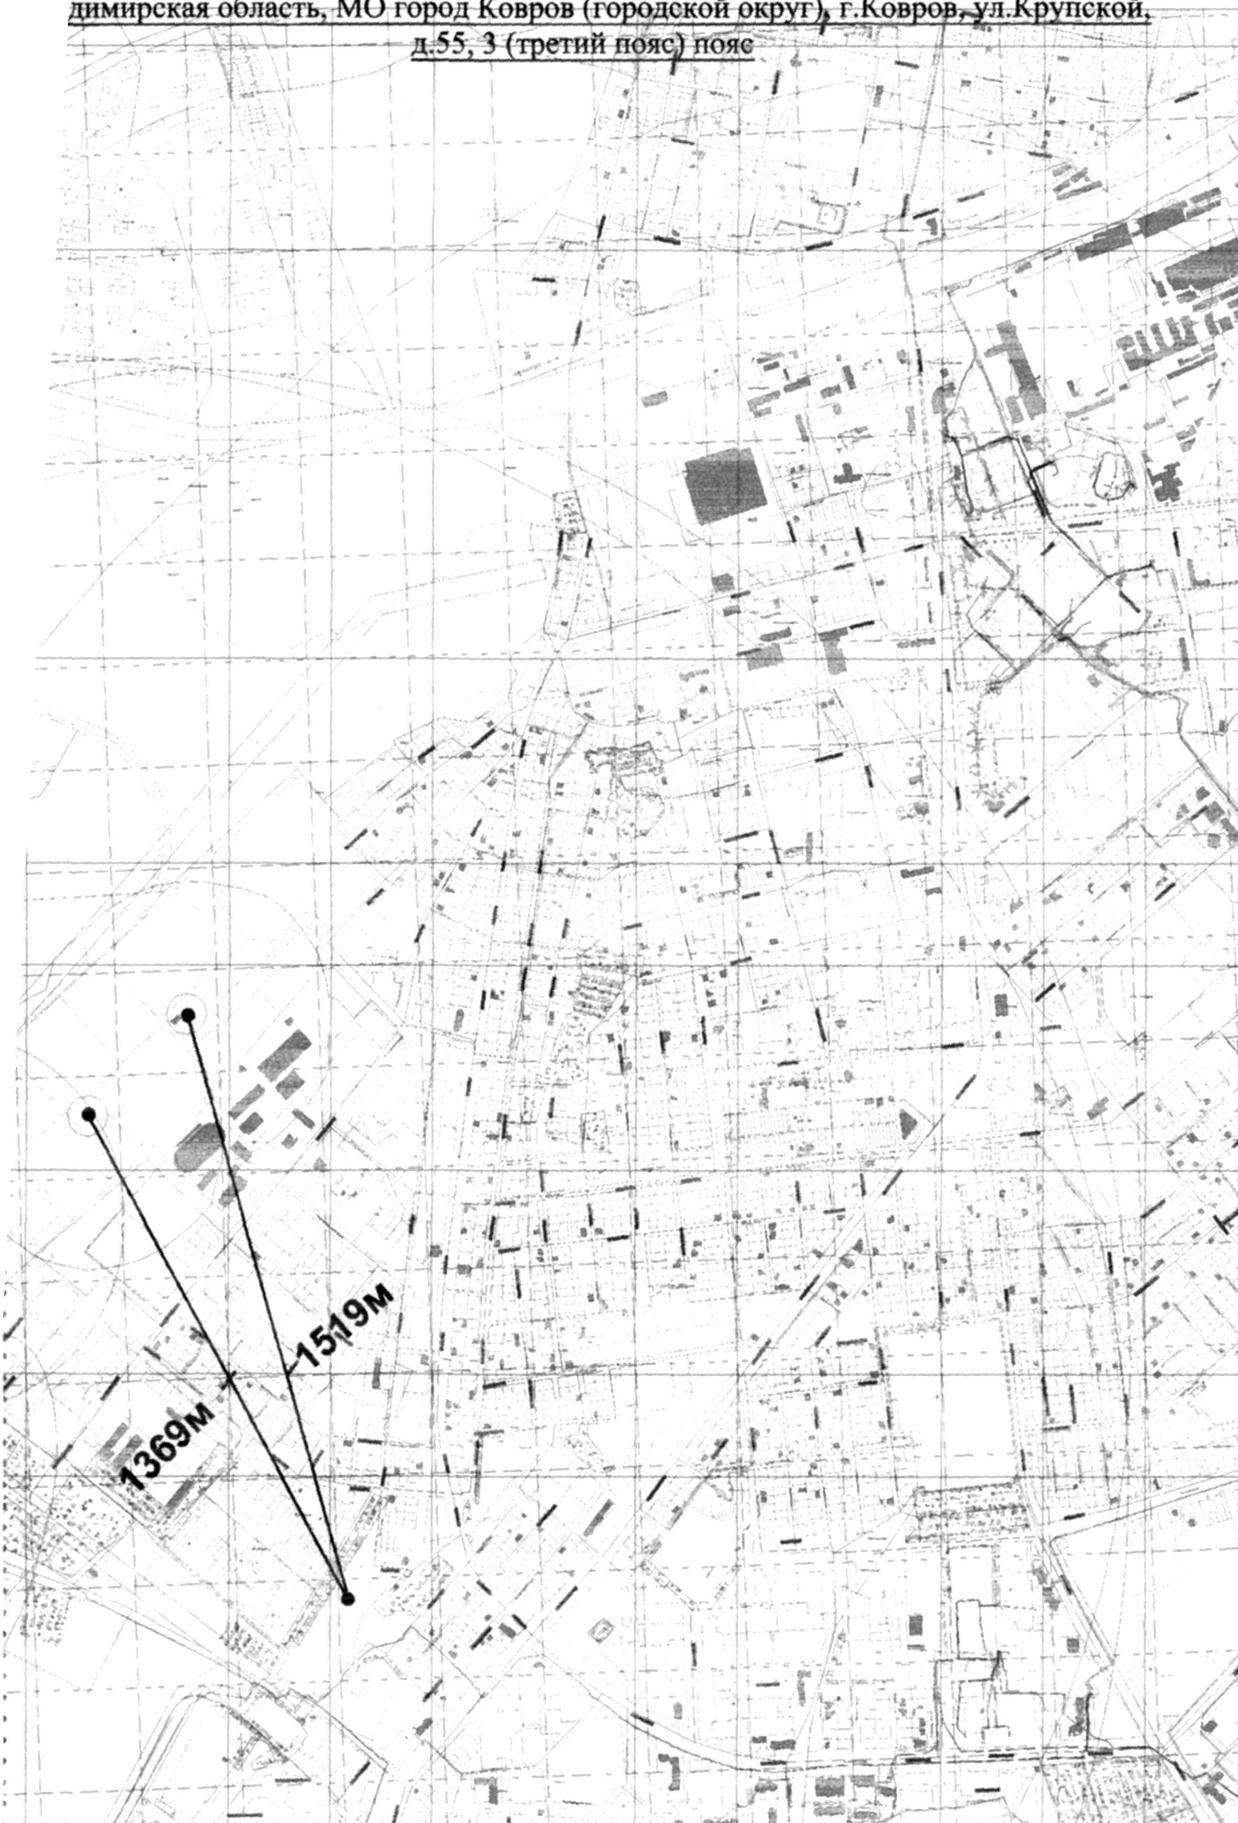 димирская область, МО город Ковров (городской округ), г.Ковров, ул.Крупской,
д.55, 3 (третий пояс) пояс
1519м
1369м